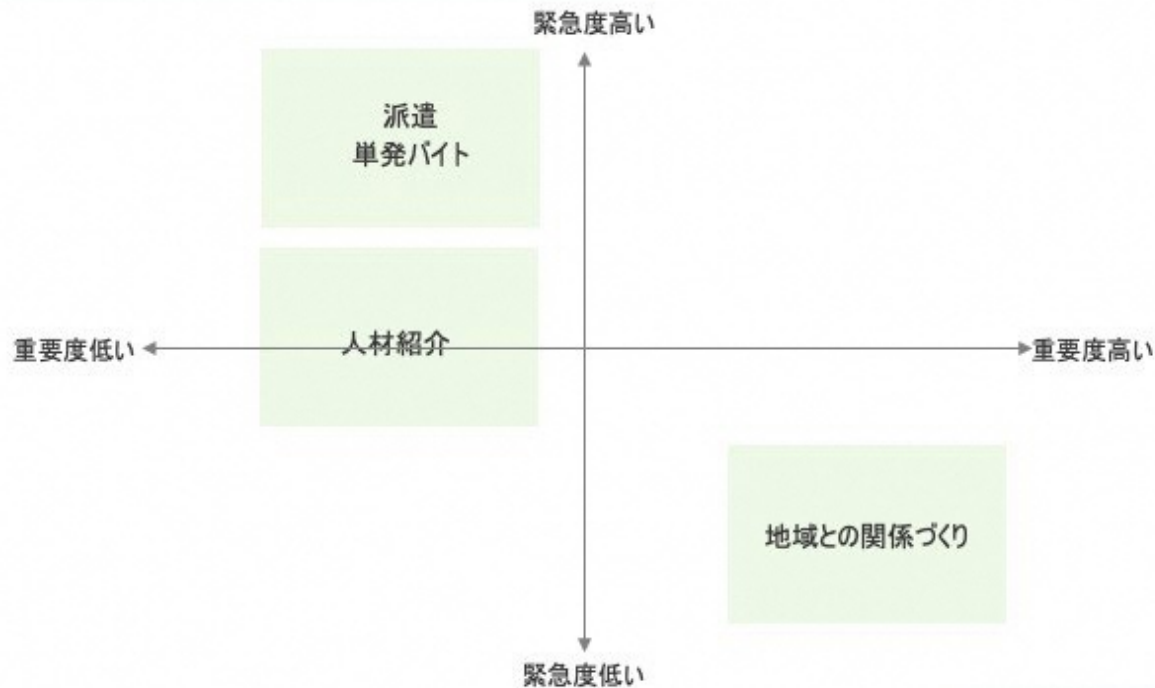 緊急度高い
派遣
単発バイト
人材紹介
重要度低い
重要度高い
地域との関係づくり
緊急度低い